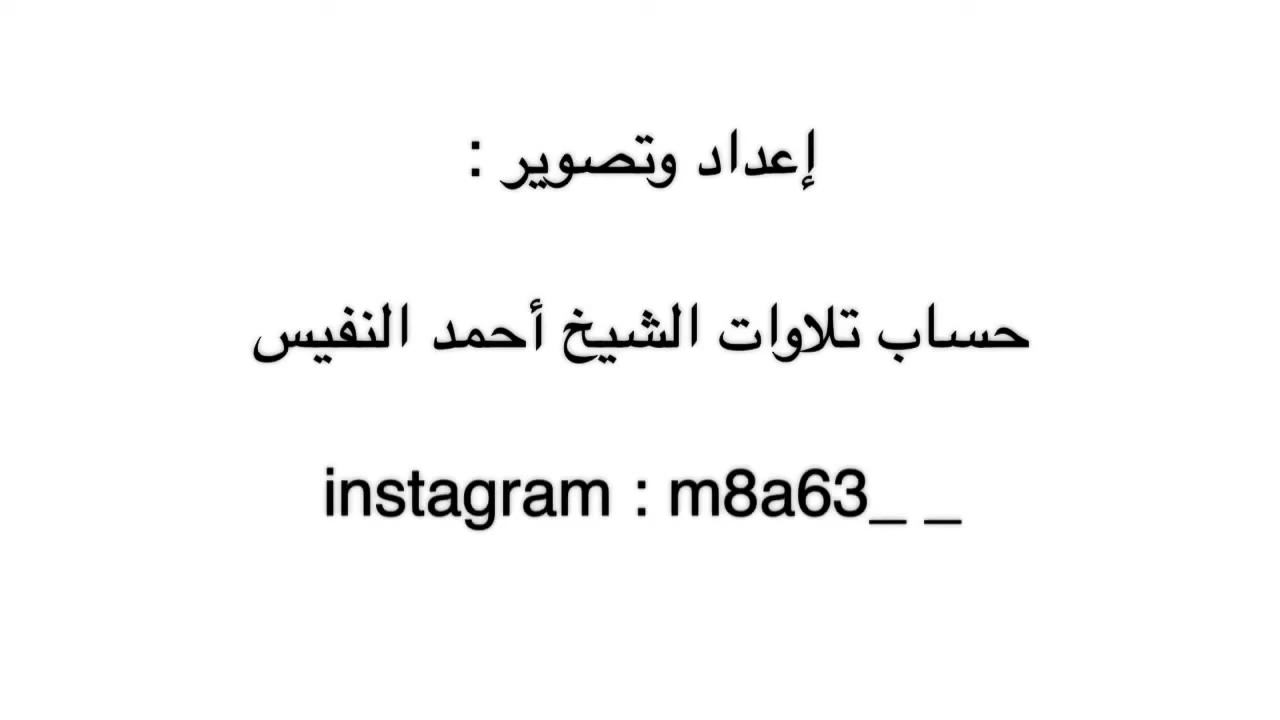 إعداد وتصوير :
حساب تلاوات الشيخ أحمد النفيس
instagram : m8a63_ _